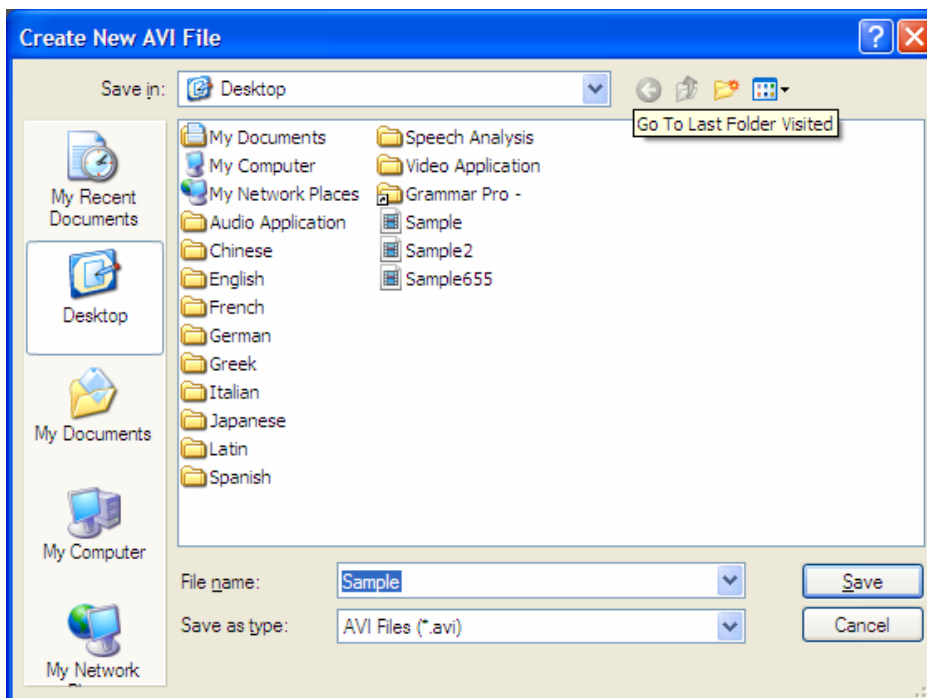 Create New AVI File
Save in:
Desktop
Go To Last Folder Visited
My Recent
Documents
Desktop
My Documents
My Computer
My Network
My Documents
My Computer
My Network Places
Audio Application
Chinese
English
French
German
Greek
Italian
Japanese
Latin
Spanish
Speech Analysis
Video Application
Grammar Pro -
Sample
Sample2
Sample655
File name:
Sample
Save
Save as type:
AVI Files (*.avi)
Cancel